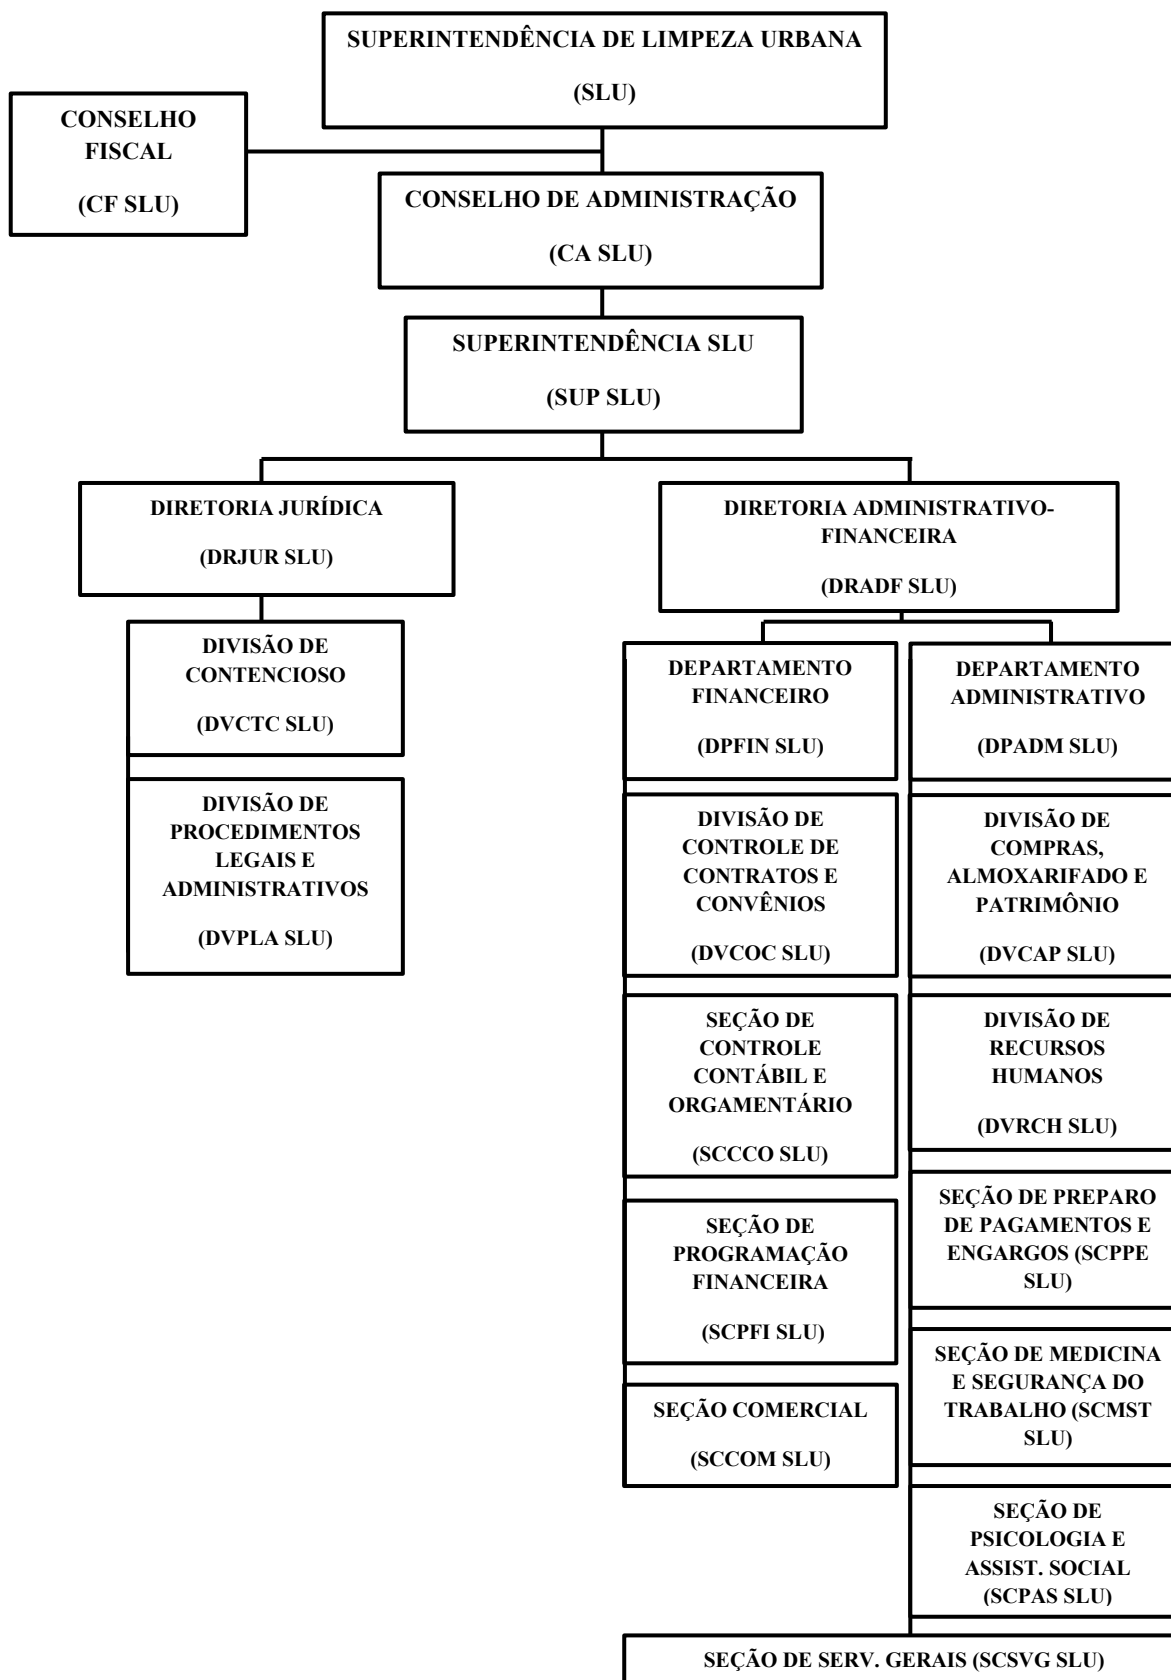 SUPERINTENDÊNCIA DE LIMPEZA URBANA
(SLU)
CONSELHO
FISCAL
(CF SLU)
CONSELHO DE ADMINISTRAÇÃO
(CA SLU)
SUPERINTENDÊNCIA SLU
(SUP SLU)
DIRETORIA JURÍDICA
(DRJUR SLU)
DIVISÃO DE
CONTENCIOSO
(DVCTC SLU)
DIVISÃO DE
PROCEDIMENTOS
LEGAIS E
ADMINISTRATIVOS
(DVPLA SLU)
DIRETORIA ADMINISTRATIVO-
FINANCEIRA
(DRADF SLU)
DEPARTAMENTO
FINANCEIRO
(DPFIN SLU)
DIVISÃO DE
CONTROLE DE
CONTRATOS E
CONVÊNIOS
(DVCOC SLU)
SEÇÃO DE
CONTROLE
CONTÁBIL E
ORGAMENTÁRIO
(SCCCO SLU)
SEÇÃO DE
PROGRAMAÇÃO
FINANCEIRA
(SCPFI SLU)
SEÇÃO COMERCIAL
(SCCOM SLU)
DEPARTAMENTO
ADMINISTRATIVO
(DPADM SLU)
DIVISÃO DE
COMPRAS,
ALMOXARIFADO E
PATRIMÔNIO
(DVCAP SLU)
DIVISÃO DE
RECURSOS
HUMANOS
(DVRCH SLU)
SEÇÃO DE PREPARO
DE PAGAMENTOS E
ENGARGOS (SCPPE
SLU)
SEÇÃO DE MEDICINA
E SEGURANÇA DO
TRABALHO (SCMST
SLU)
SEÇÃO DE
PSICOLOGIA E
ASSIST. SOCIAL
(SCPAS SLU)
SEÇÃO DE SERV. GERAIS (SCSVG SLU)